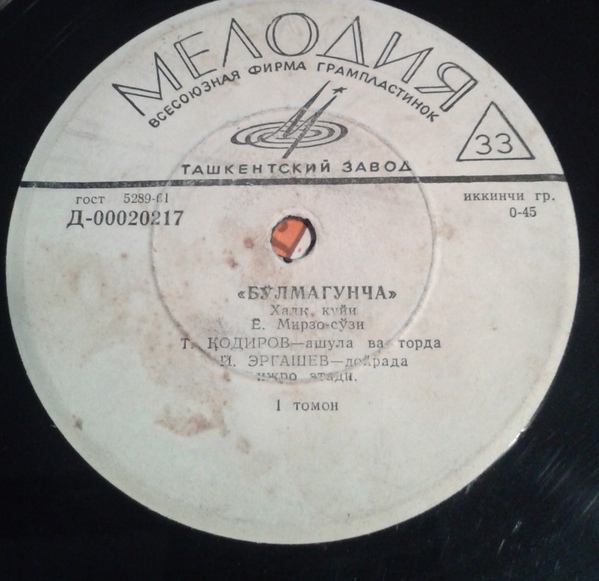 МЕЛОДИЯ
ВСЕСОЮЗНАЯ ФИРМА ГРАМПЛАСТИНОК
33
ТАШКЕНТСКИЙ ЗАВОД
гост 5289-61
иккинчи гр.
Д-00020217
0-45
«БЎЛМАГУНЧА»
Халқ куйи
Е. Мирзо сўзи
Т. ҚОДИРОВ—ашула ва торда
Й. ЭРГАШЕВ—дойрада
ижро этади.
I томон